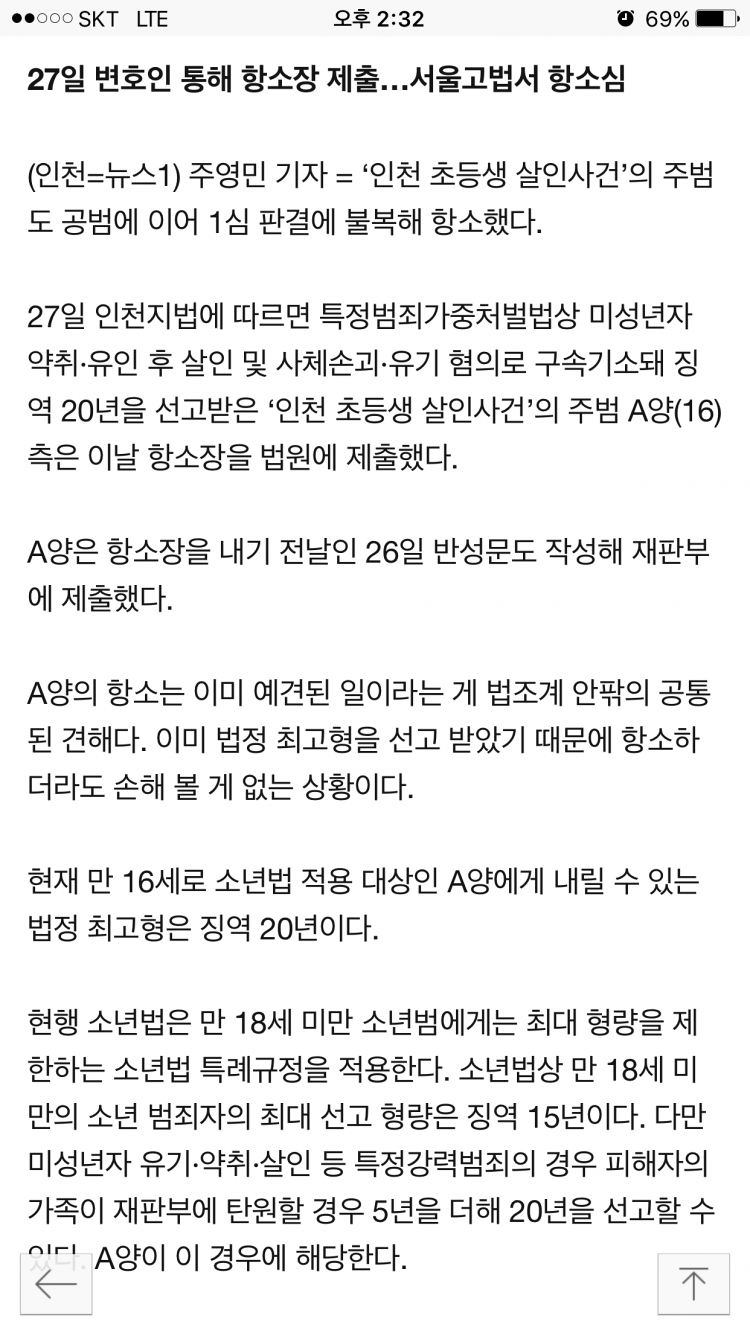 SKT LTE 오후 2:32 69%
27일 변호인 통해 항소장 제출...서울고법서 항소심
(인천=뉴스1) 주영민 기자 = ‘인천 초등생 살인사건’의 주범
도 공범에 이어 1심 판결에 불복해 항소했다.
27일 인천지법에 따르면 특정범죄가중처벌법상 미성년자
약취·유인 후 살인 및 사체손괴·유기 혐의로 구속기소돼 징
역 20년을 선고받은 ‘인천 초등생 살인사건’의 주범 A양(16)
측은 이날 항소장을 법원에 제출했다.
A양은 항소장을 내기 전날인 26일 반성문도 작성해 재판부
에 제출했다.
A양의 항소는 이미 예견된 일이라는 게 법조계 안팎의 공통
된 견해다. 이미 법정 최고형을 선고 받았기 때문에 항소하
더라도 손해 볼 게 없는 상황이다.
현재 만 16세로 소년법 적용 대상인 A양에게 내릴 수 있는
법정 최고형은 징역 20년이다.
현행 소년법은 만 18세 미만 소년범에게는 최대 형량을 제
한하는 소년법 특례규정을 적용한다. 소년법상 만 18세 미
만의 소년 범죄자의 최대 선고 형량은 징역 15년이다. 다만
미성년자 유기·약취·살인 등 특정강력범죄의 경우 피해자의
가족이 재판부에 탄원할 경우 5년을 더해 20년을 선고할 수
있다. A양이 이 경우에 해당한다.